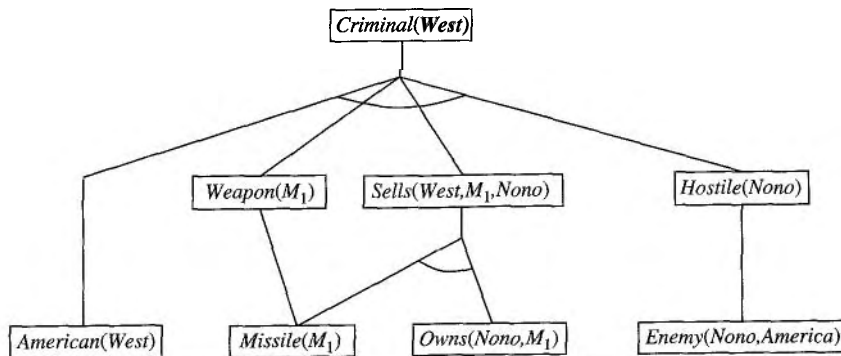 Criminal(West)
Weapon(M₁)
Sells(West,M₁,Nono)
Hostile(Nono)
American(West)
Missile(M₁)
Owns(Nono,M₁)
Enemy(Nono,America)